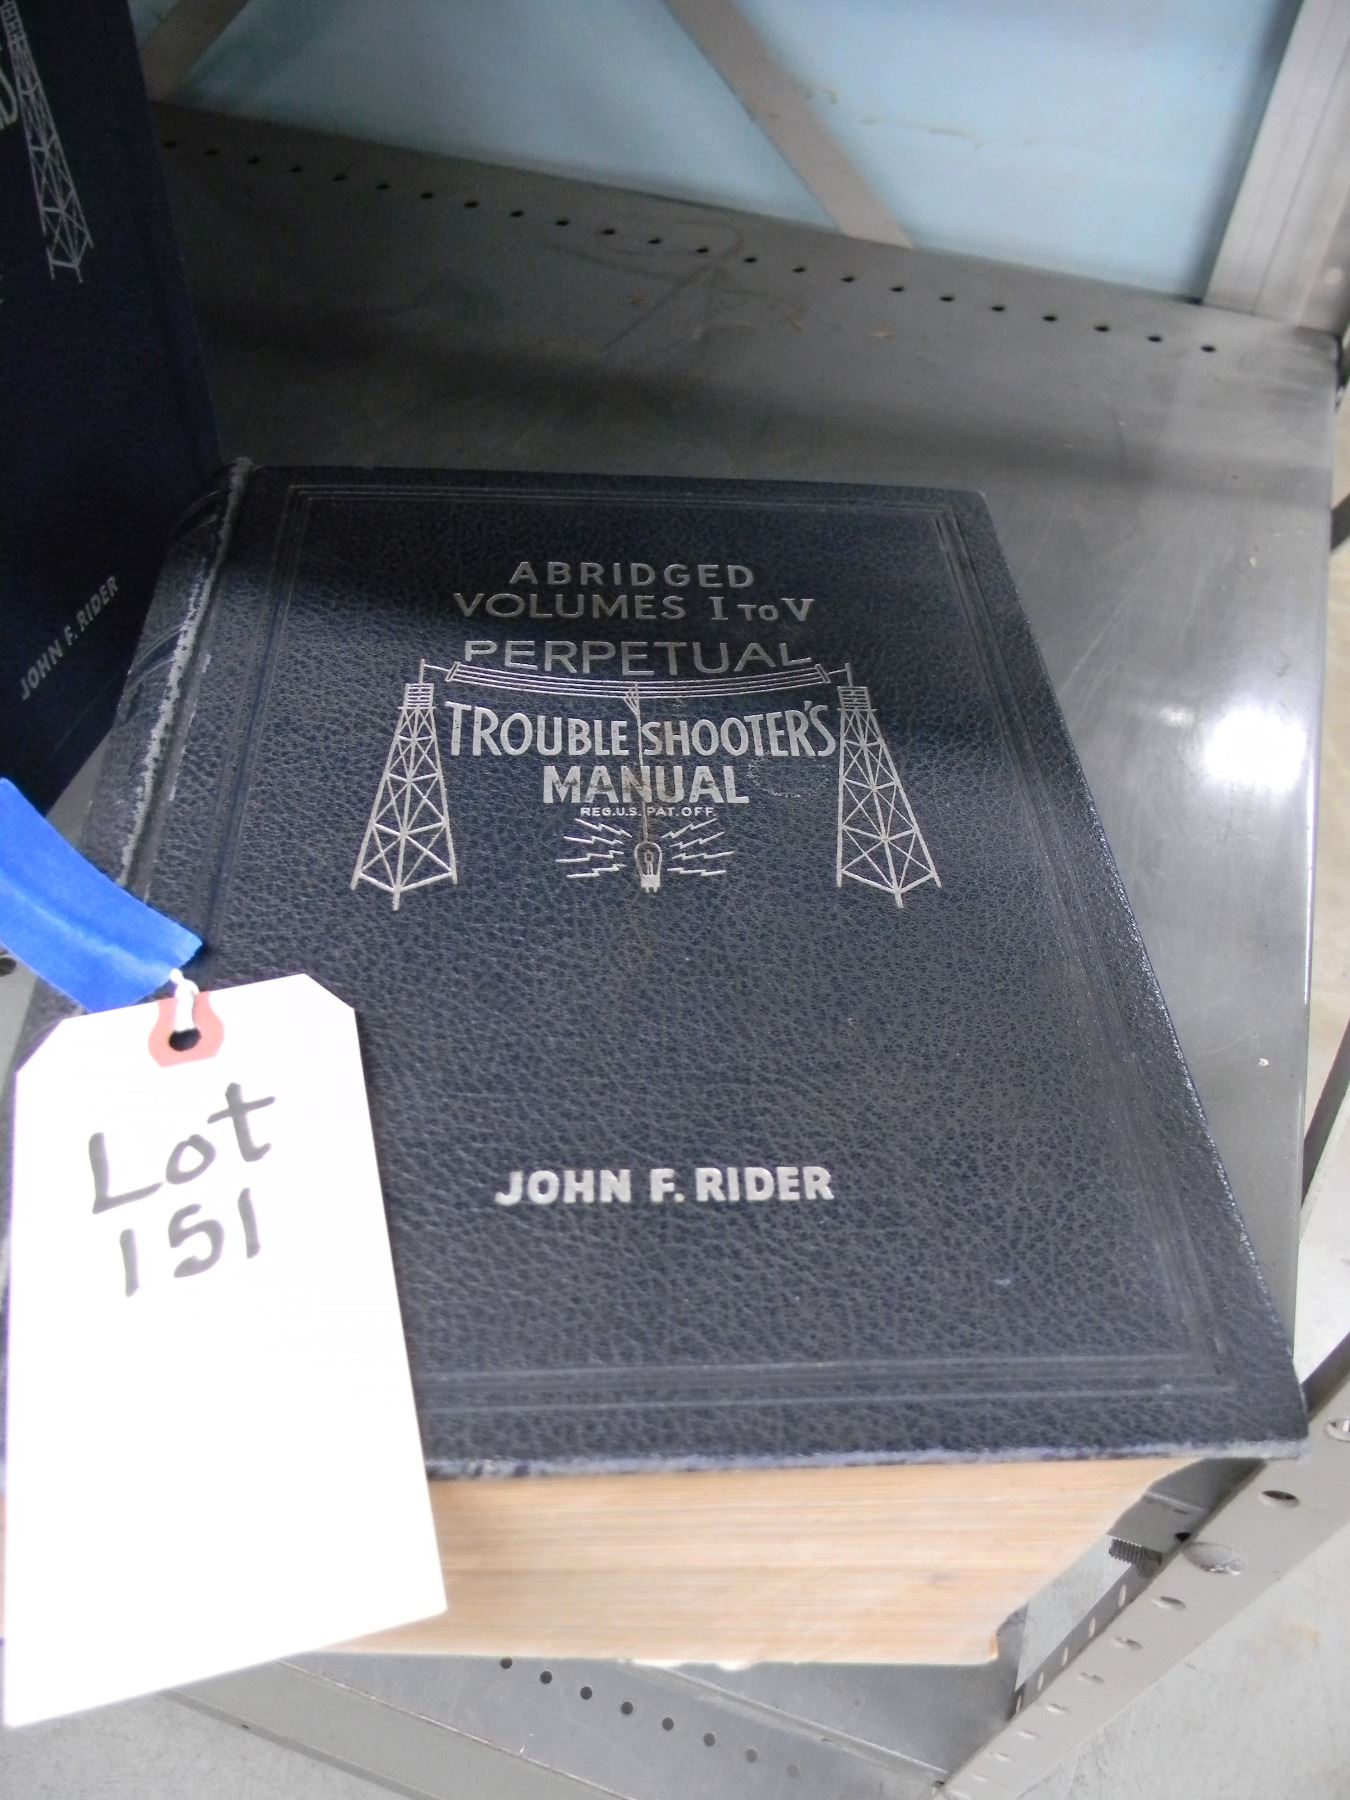 ABRIDGED
VOLUMES I TO V
PERPETUAL
TROUBLE SHOOTER'S
MANUAL
REG. U.S. PAT. OFF.
JOHN F. RIDER
JOHN F. RIDER
Lot
151